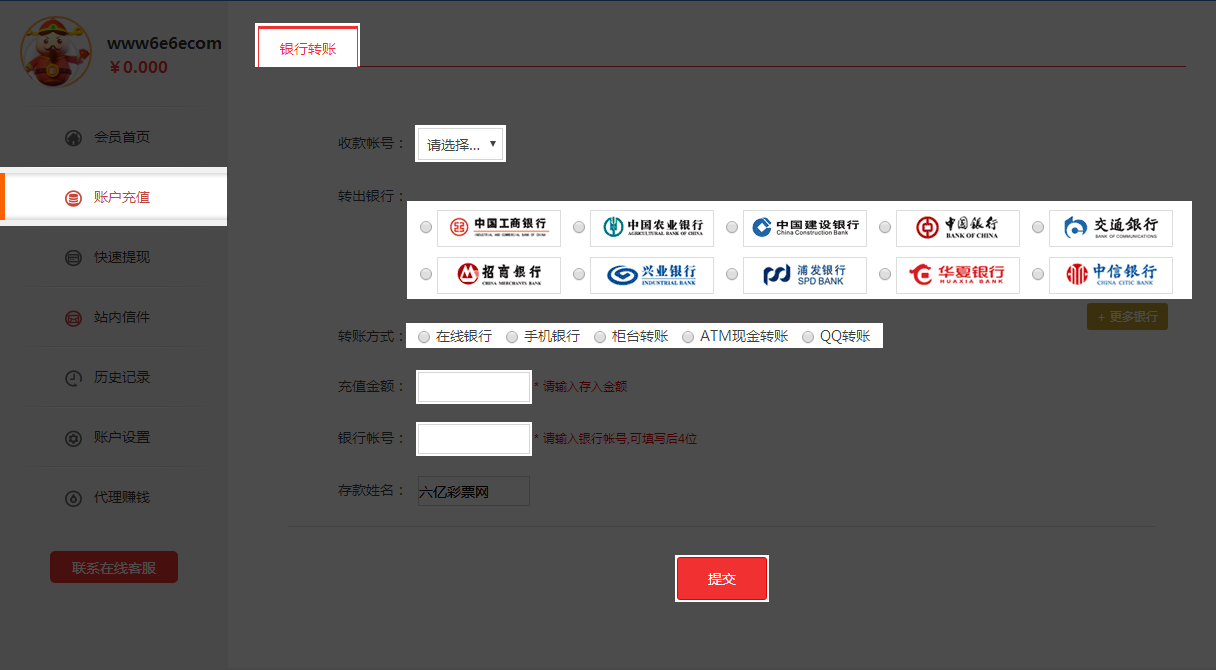 www6e6ecom
¥0.000
会员首页
账户充值
快速提现
站内信件
历史记录
账户设置
代理赚钱
联系在线客服
银行转账
收款帐号： 请选择...
转出银行：
中国工商银行 中国农业银行 中国建设银行 中国银行 交通银行
INDUSTRIAL AND COMMERCIAL BANK OF CHINA AGRICULTURAL BANK OF CHINA China Construction Bank BANK OF CHINA BANK OF COMMUNICATIONS
招商银行 兴业银行 浦发银行 华夏银行 中信银行
CHINA MERCHANTS BANK INDUSTRIAL BANK SPD BANK HUAXIA BANK CHINA CITIC BANK
+ 更多银行
转账方式： 在线银行 手机银行 柜台转账 ATM现金转账 QQ转账
充值金额： * 请输入存入金额
银行帐号： * 请输入银行帐号,可填写后4位
存款姓名： 六亿彩票网
提交